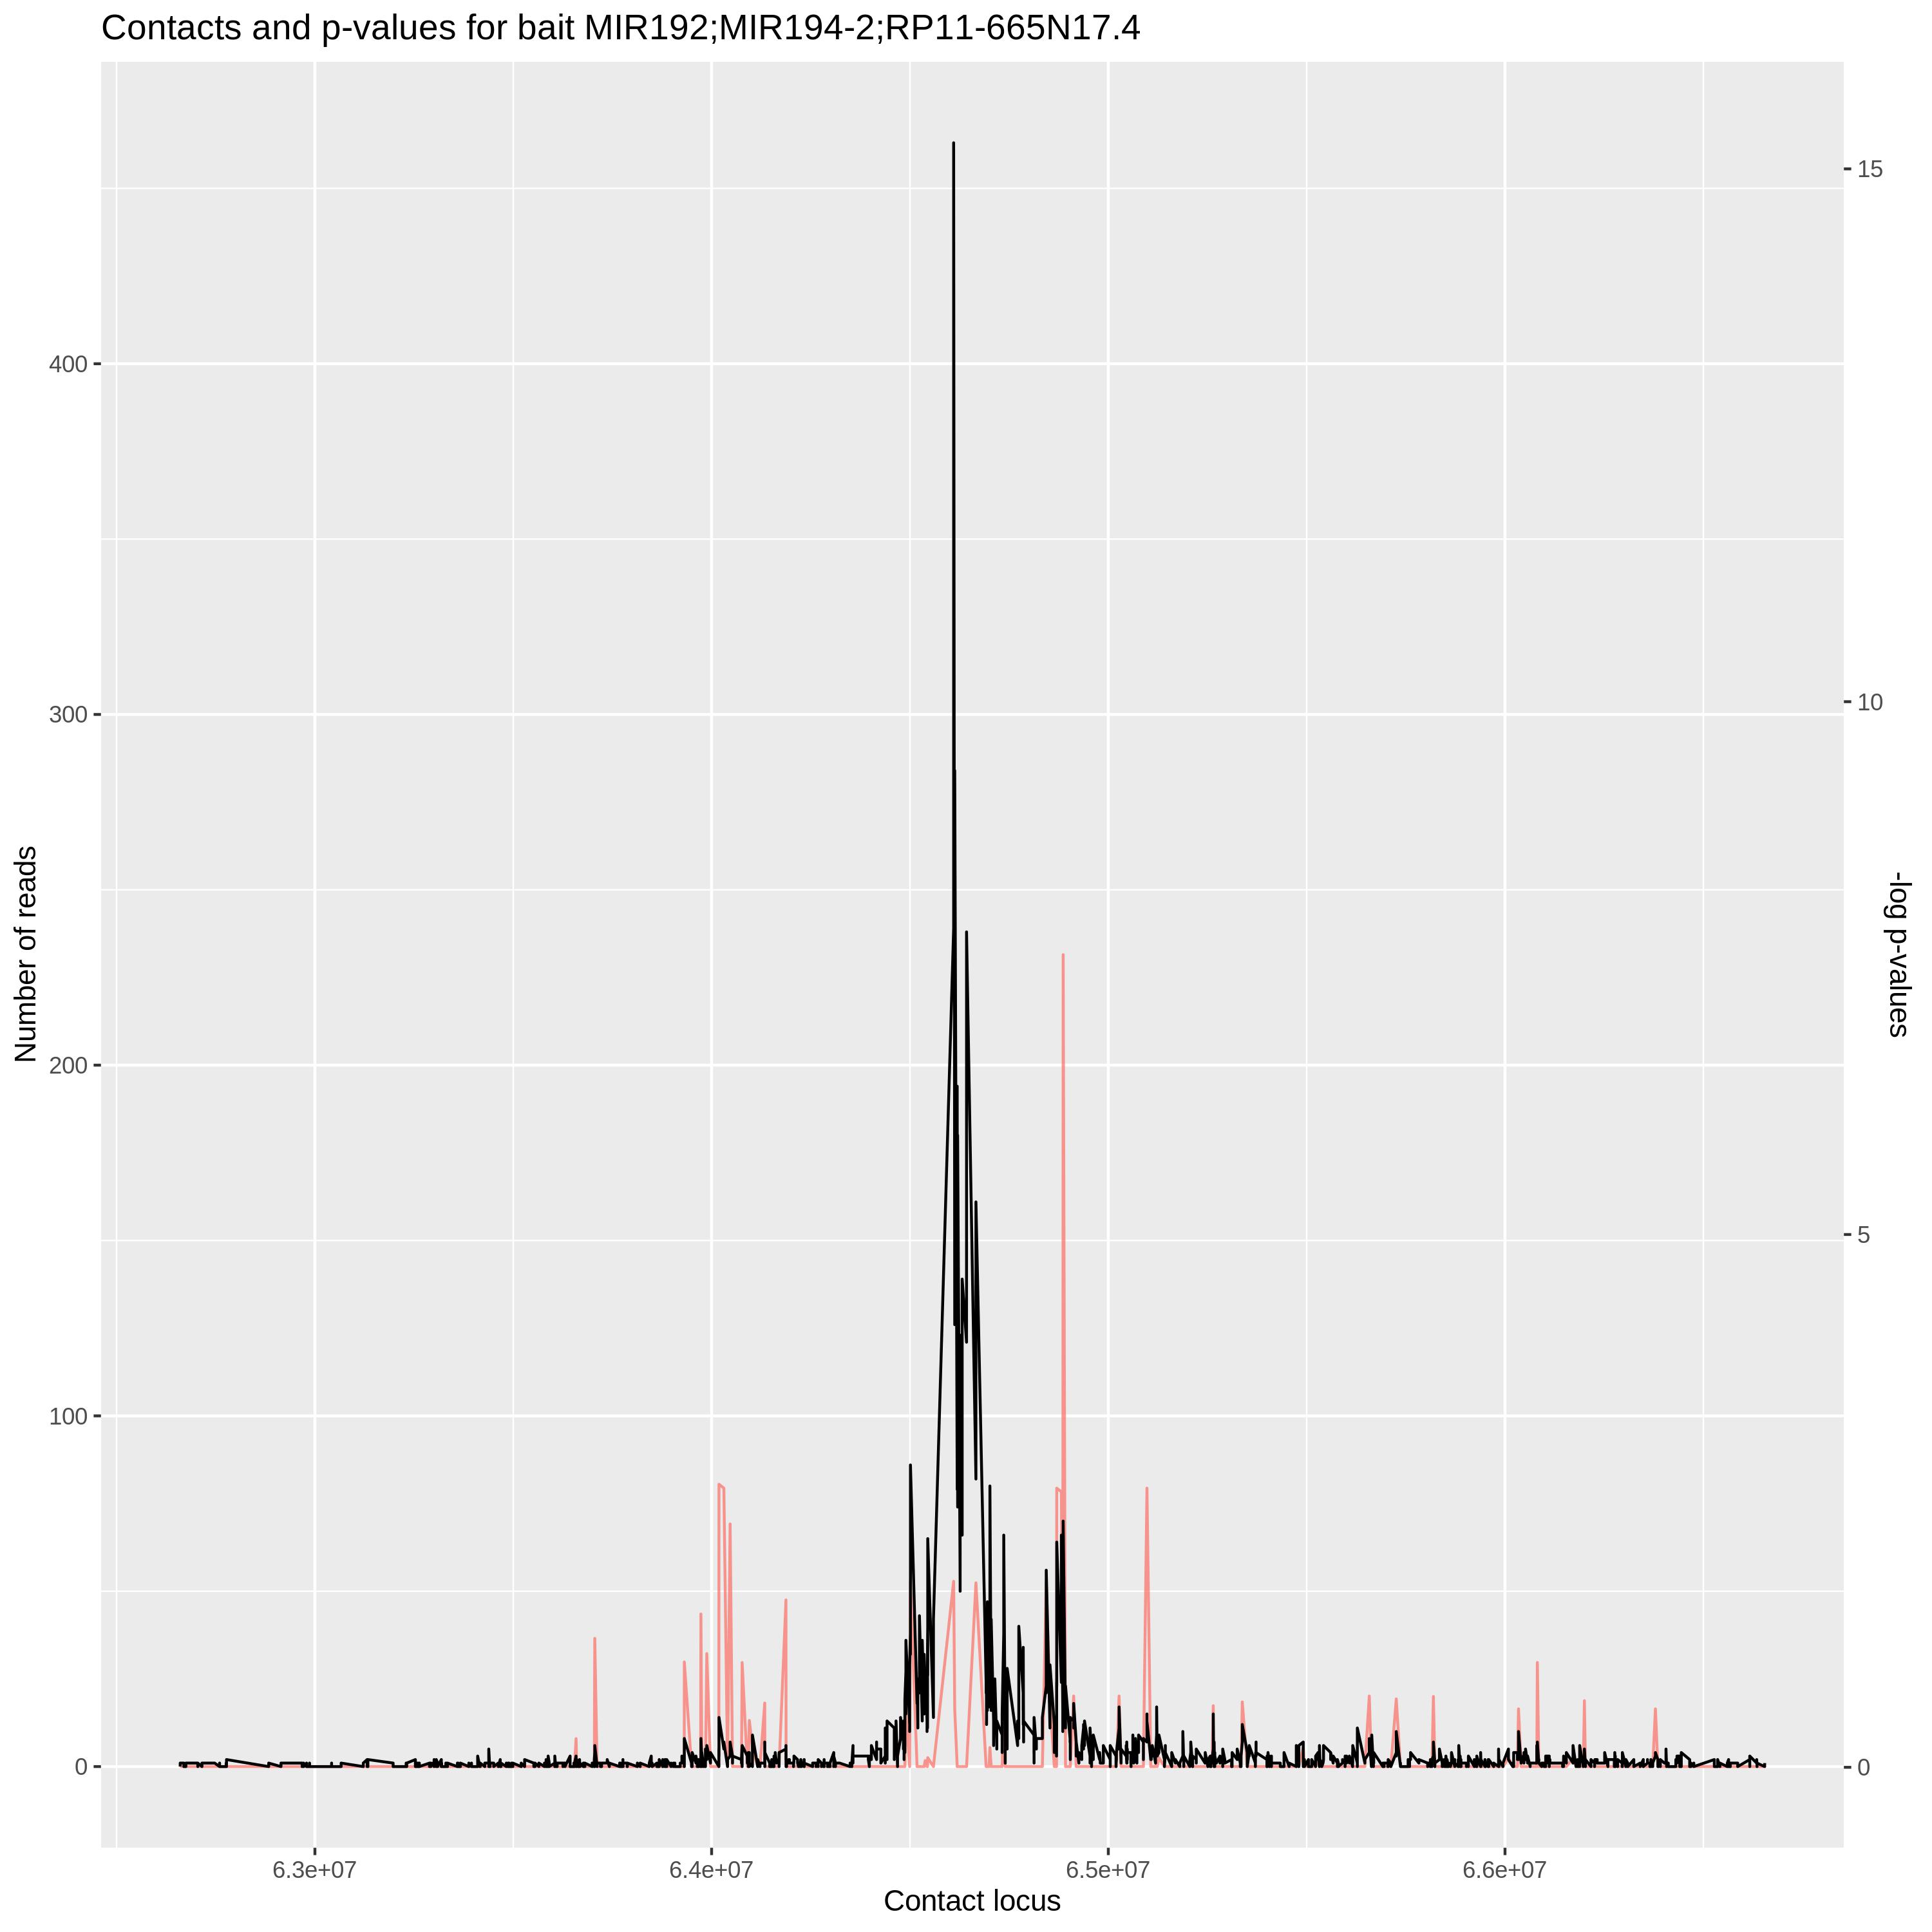 Contacts and p-values for bait MIR192;MIR194-2;RP11-665N17.4
Number of reads
400
300
200
100
0
15
10
5
0
-log p-values
6.3e+07
6.4e+07
6.5e+07
6.6e+07
Contact locus